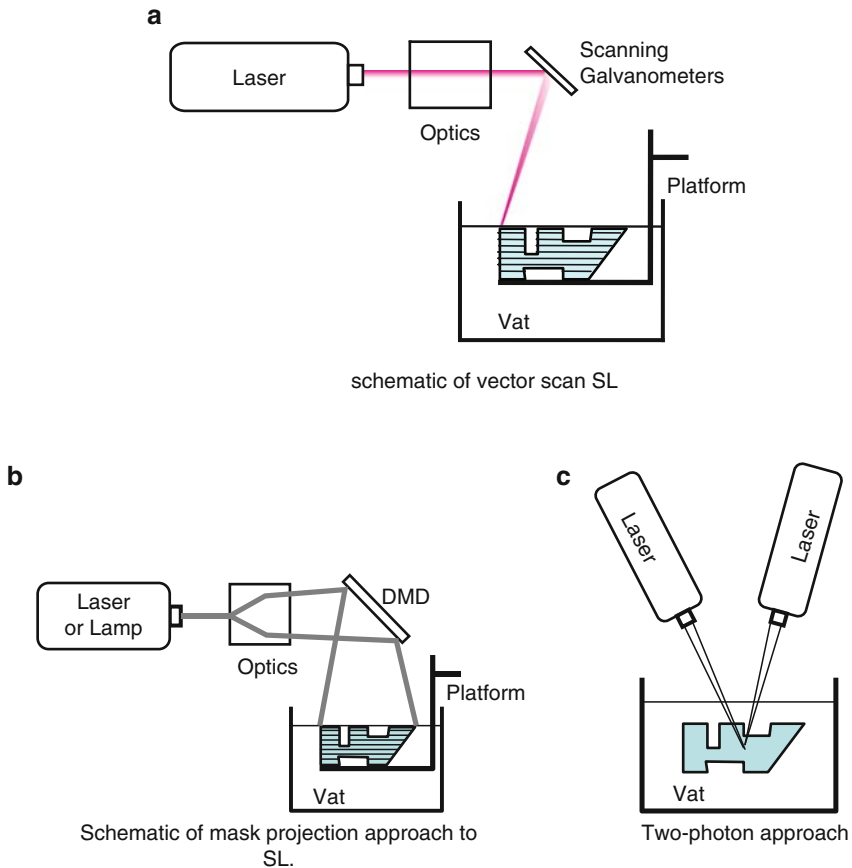 a
Laser
Optics
Scanning
Galvanometers
Platform
Vat
schematic of vector scan SL
b
Laser
or Lamp
Optics
DMD
Platform
Vat
Schematic of mask projection approach to
SL.
c
Laser
Laser
Vat
Two-photon approach